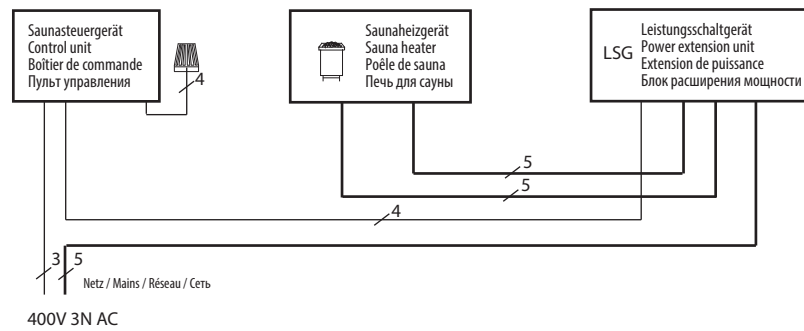 Saunasteuergerät
Control unit
Boîtier de commande
Пульт управления
4
Saunaheizgerät
Sauna heater
Poêle de sauna
Печь для сауны
LSG
Leistungsschaltgerät
Power extension unit
Extension de puissance
Блок расширения мощности
5
5
4
3
5
Netz / Mains / Réseau / Сеть
400V 3N AC